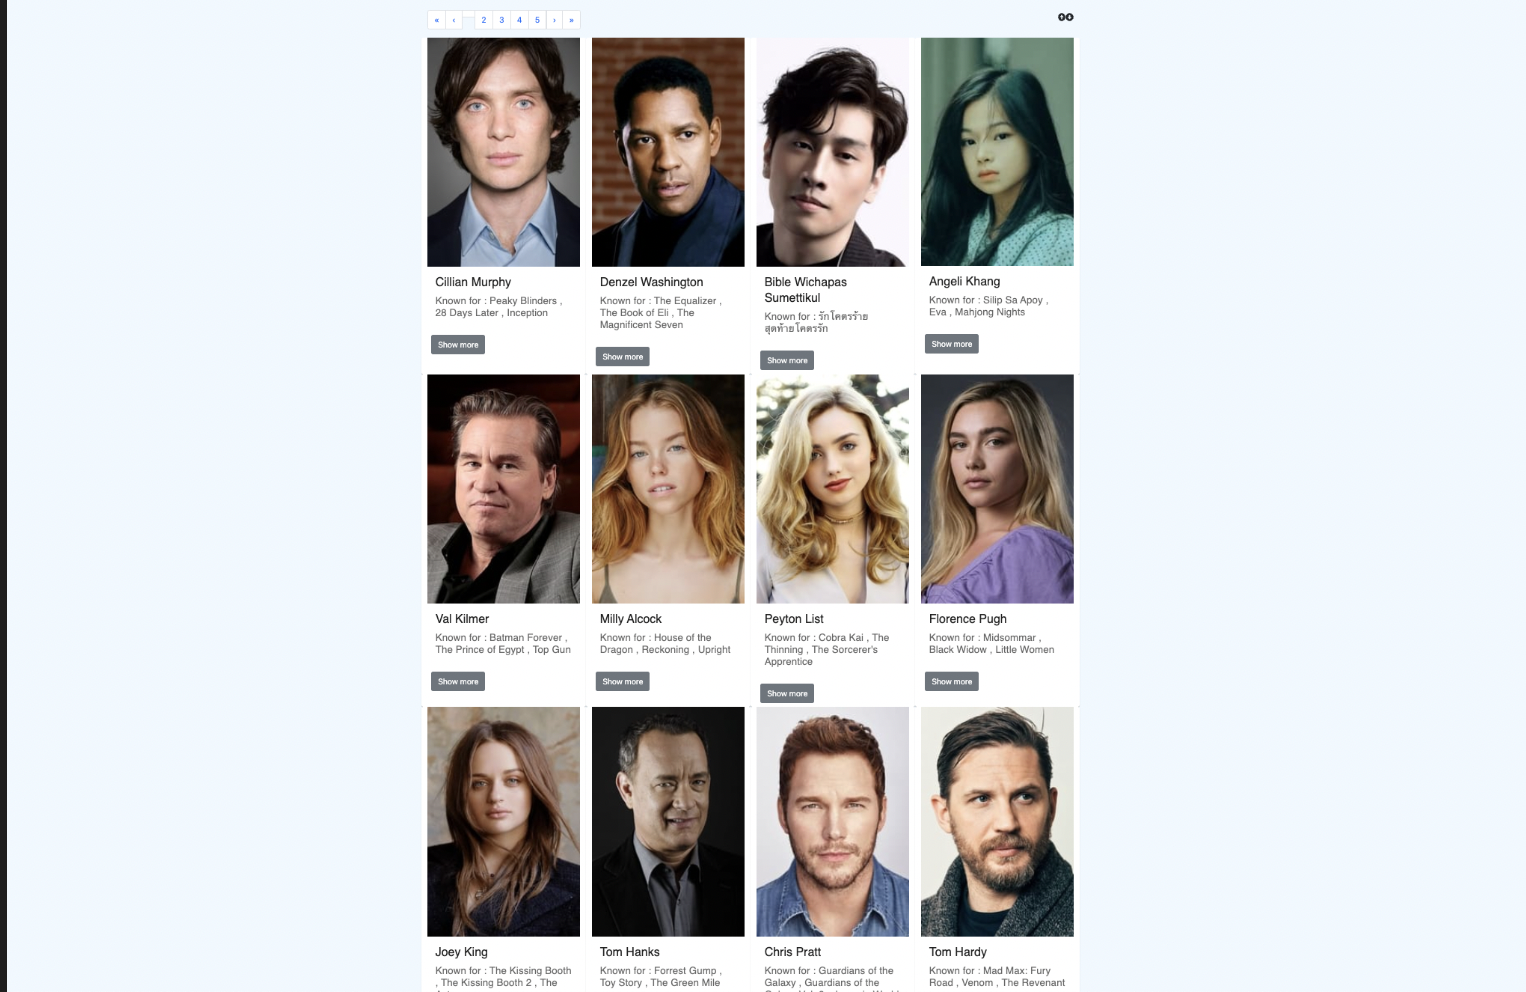 « ‹ 2 3 4 5 › »
Cillian Murphy
Known for : Peaky Blinders ,
28 Days Later , Inception
Show more
Denzel Washington
Known for : The Equalizer ,
The Book of Eli , The
Magnificent Seven
Show more
Bible Wichapas
Sumettikul
Known for : รักโคตรร้าย
สุดท้ายโคตรรัก
Show more
Angeli Khang
Known for : Silip Sa Apoy ,
Eva , Mahjong Nights
Show more
Val Kilmer
Known for : Batman Forever ,
The Prince of Egypt , Top Gun
Show more
Milly Alcock
Known for : House of the
Dragon , Reckoning , Upright
Show more
Peyton List
Known for : Cobra Kai , The
Thinning , The Sorcerer's
Apprentice
Show more
Florence Pugh
Known for : Midsommar ,
Black Widow , Little Women
Show more
Joey King
Known for : The Kissing Booth
, The Kissing Booth 2 , The
Tom Hanks
Known for : Forrest Gump ,
Toy Story , The Green Mile
Chris Pratt
Known for : Guardians of the
Galaxy , Guardians of the
Tom Hardy
Known for : Mad Max: Fury
Road , Venom , The Revenant